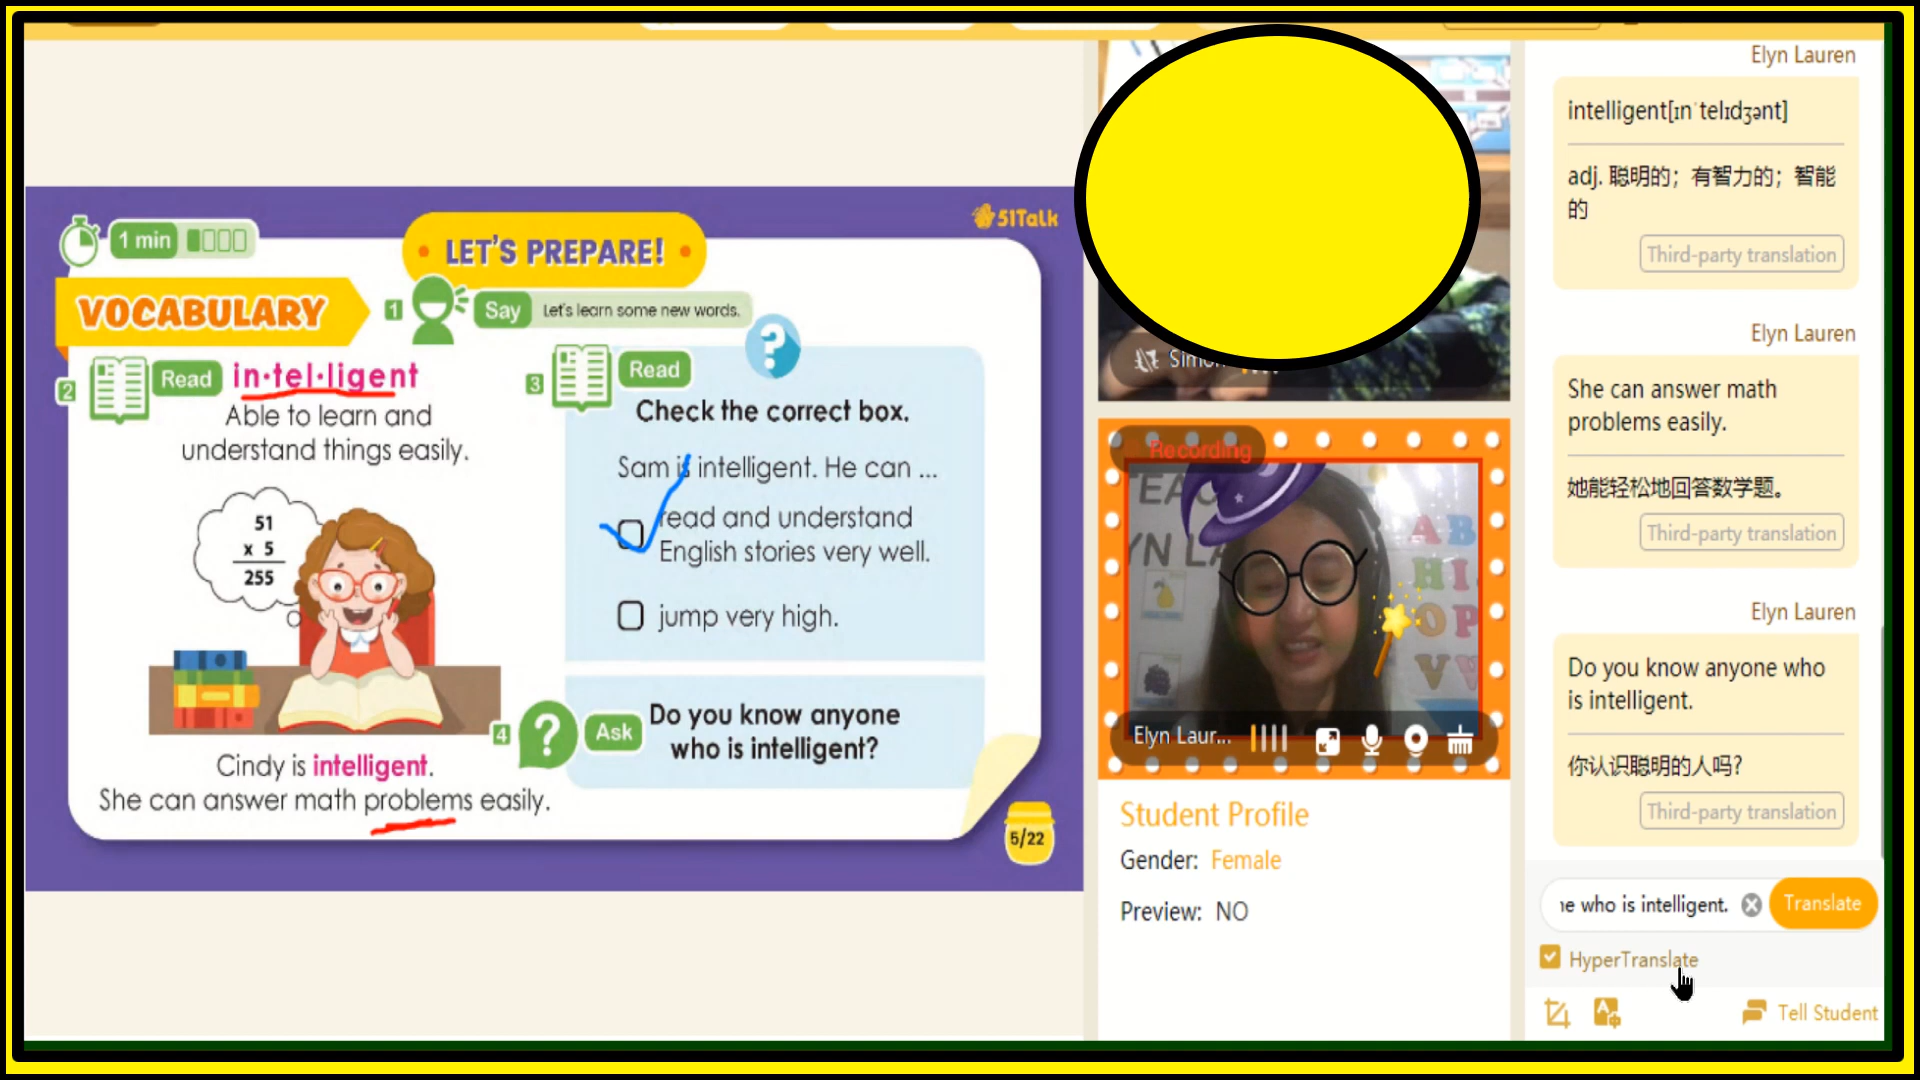 51Talk
1 min
LET'S PREPARE!
VOCABULARY
1
Say
Let's learn some new words.
2
Read
in·tel·ligent
Able to learn and
understand things easily.
51
x 5
255
Cindy is intelligent.
She can answer math problems easily.
3
Read
Check the correct box.
Sam is intelligent. He can ...
read and understand
English stories very well.
jump very high.
4
Ask
Do you know anyone
who is intelligent?
5/22
Recording
Elyn Laur...
Student Profile
Gender: Female
Preview: NO
Elyn Lauren
intelligent[ɪnˈtelɪdʒənt]
adj. 聪明的；有智力的；智能
的
Third-party translation
Elyn Lauren
She can answer math
problems easily.
她能轻松地回答数学题。
Third-party translation
Elyn Lauren
Do you know anyone who
is intelligent.
你认识聪明的人吗?
Third-party translation
ne who is intelligent.
Translate
HyperTranslate
Tell Student